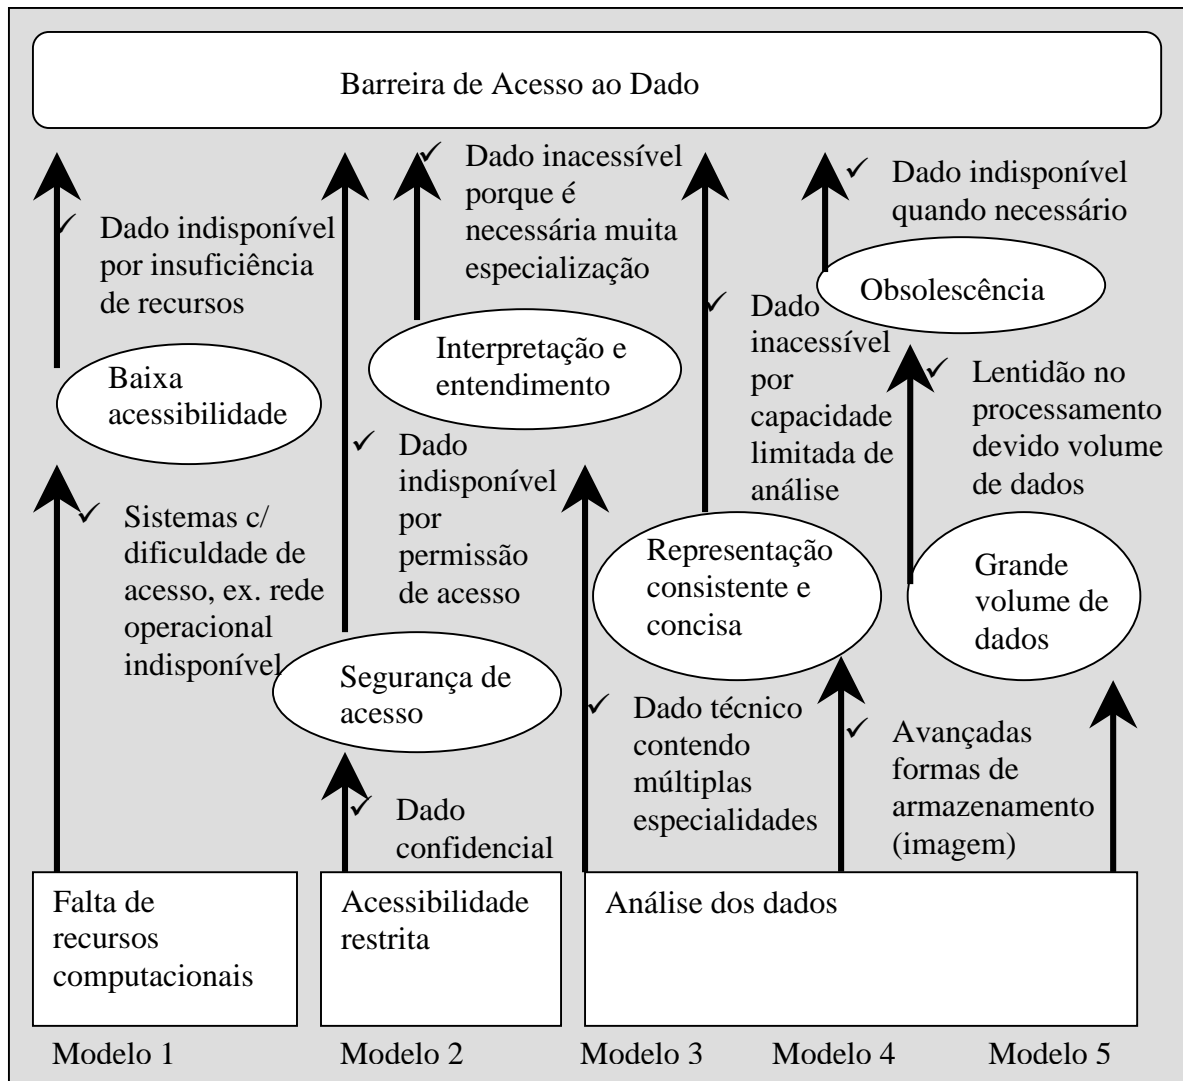 Barreira de Acesso ao Dado
✓ Dado indisponível
por insuficiência
de recursos
Baixa
acessibilidade
✓ Sistemas c/
dificuldade de
acesso, ex. rede
operacional
indisponível
Falta de
recursos
computacionais
Modelo 1
✓ Dado
indisponível
por
permissão
de acesso
Segurança de
acesso
✓ Dado
confidencial
Acessibilidade
restrita
Modelo 2
✓ Dado inacessível
porque é
necessária muita
especialização
Interpretação e
entendimento
✓ Dado técnico
contendo
múltiplas
especialidades
Modelo 3
✓ Dado
inacessível
por
capacidade
limitada de
análise
Representação
consistente e
concisa
✓ Avançadas
formas de
armazenamento
(imagem)
Análise dos dados
Modelo 4
✓ Dado indisponível
quando necessário
Obsolescência
✓ Lentidão no
processamento
devido volume
de dados
Grande
volume de
dados
Modelo 5